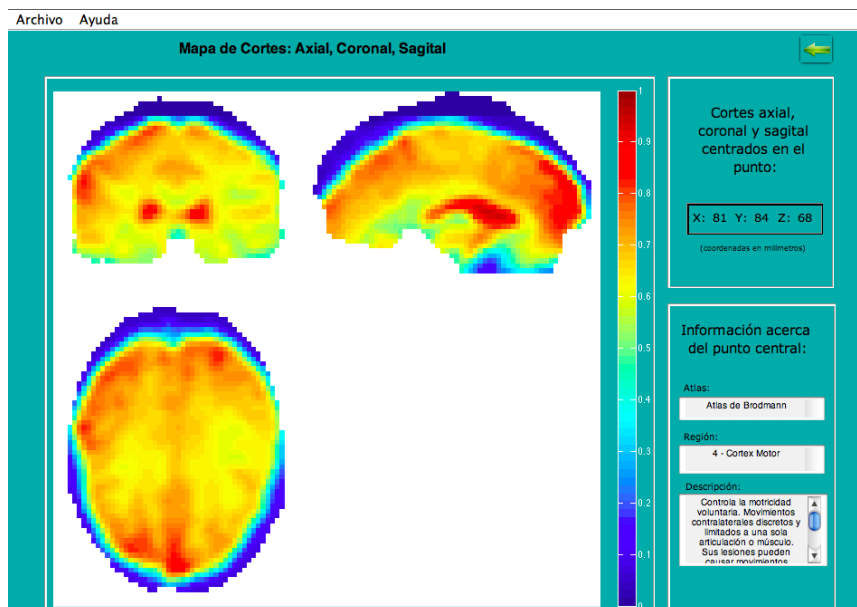 Archivo Ayuda
Mapa de Cortes: Axial, Coronal, Sagital
1
0.9
0.8
0.7
0.6
0.5
0.4
0.3
0.2
0.1
0
Cortes axial,
coronal y sagital
centrados en el
punto:
X: 81 Y: 84 Z: 68
(coordenadas en milímetros)
Información acerca
del punto central:
Atlas:
Atlas de Brodmann
Región:
4 - Cortex Motor
Descripción:
Controla la motricidad
voluntaria. Movimientos
contralaterales discretos y
limitados a una sola
articulación o músculo.
Sus lesiones pueden
causar movimientos